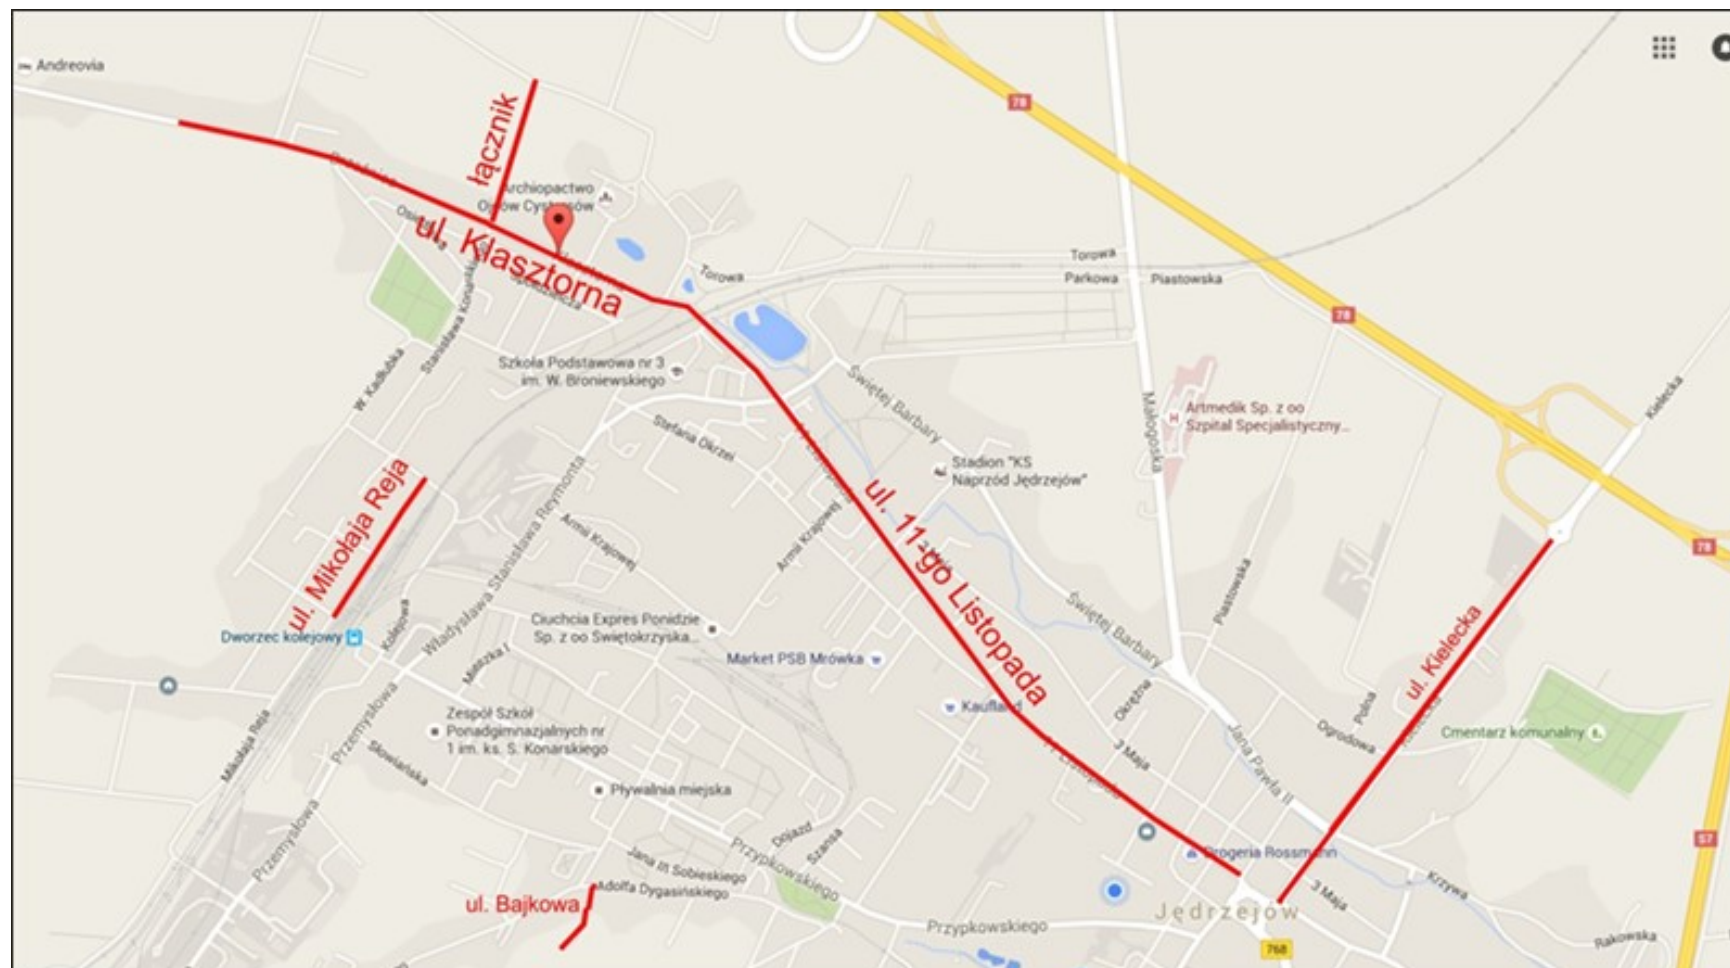 Andreovia
78
łącznik
Archiopactwo
ul. Klasztorna
Torowa
Torowa
Parkowa
Piastowska
78
Szkoła Podstawowa nr 3
im. W. Broniewskiego
W. Kadłubka
Świętej Barbary
Kielecka
Małogoska
Artmedik Sp. z oo
Szpital Specjalistyczny...
Stefana Okrzei
Stadion "KS
Naprzód Jędrzejów"
ul. Mikołaja Reja
Władysława Stanisława Reymonta
Armii Krajowej
Armii Krajowej
ul. 11-go Listopada
3 Maja
78
Piastowska
Świętej Barbary
Ciuchcia Expres Ponidzie
Sp. z oo Świętokrzyska...
Dworzec kolejowy
Kolejowa
Mieszka I
Market PSB Mrówka
ul. Kielecka
Kielecka
Okrężna
Polna
Ogrodowa
Kaufland
Cmentarz komunalny
Zespół Szkół
Ponadgimnazjalnych nr
1 im. ks. S. Konarskiego
Przemysłowa
Mikołaja Reja
Słowiańska
3 Maja
Jana Pawła II
Pływalnia miejska
Przemysłowa
Dojazd
Szansa
S7
Jana III Sobieskiego
Przypkowskiego
Drogeria Rossmann
Adolfa Dygasińskiego
ul. Bajkowa
3 Maja
Krzywa
Jędrzejów
Przypkowskiego
768
Rakowska